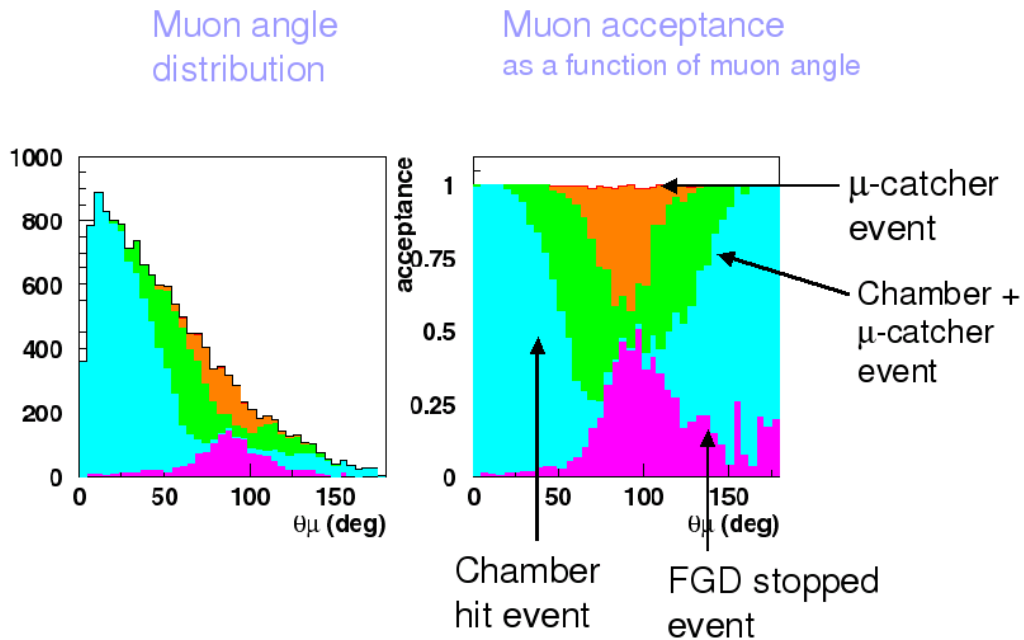 Muon angle
distribution
Muon acceptance
as a function of muon angle
1000
800
600
400
200
0
0
50
100
150
θμ (deg)
acceptance
1
0.75
0.5
0.25
0
0
50
100
150
θμ (deg)
μ-catcher
event
Chamber +
μ-catcher
event
Chamber
hit event
FGD stopped
event